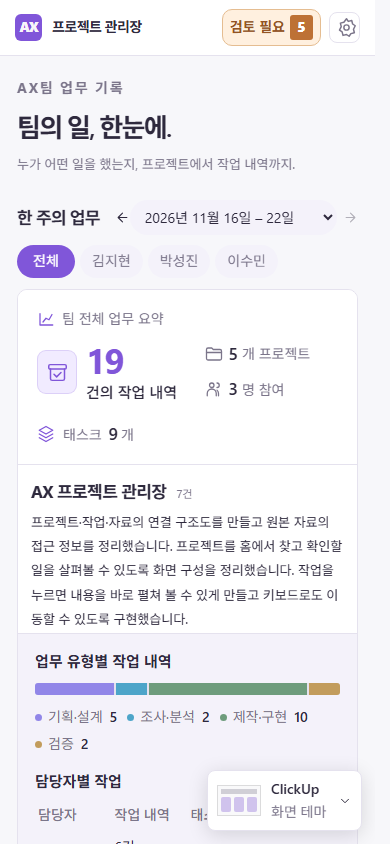 AX 프로젝트 관리장 검토 필요 5
AX팀 업무 기록
팀의 일, 한눈에.
누가 어떤 일을 했는지, 프로젝트에서 작업 내역까지.
한 주의 업무 ← 2026년 11월 16일 – 22일 →
전체 김지현 박성진 이수민
팀 전체 업무 요약
19
건의 작업 내역
5 개 프로젝트
3 명 참여
태스크 9 개
AX 프로젝트 관리장 7건
프로젝트·작업·자료의 연결 구조도를 만들고 원본 자료의
접근 정보를 정리했습니다. 프로젝트를 홈에서 찾고 확인할
일을 살펴볼 수 있도록 화면 구성을 정리했습니다. 작업을
누르면 내용을 바로 펼쳐 볼 수 있게 만들고 키보드로도 이
동할 수 있도록 구현했습니다.
업무 유형별 작업 내역
기획·설계 5 조사·분석 2 제작·구현 10
검증 2
담당자별 작업
담당자 작업 내역
ClickUp
화면 테마